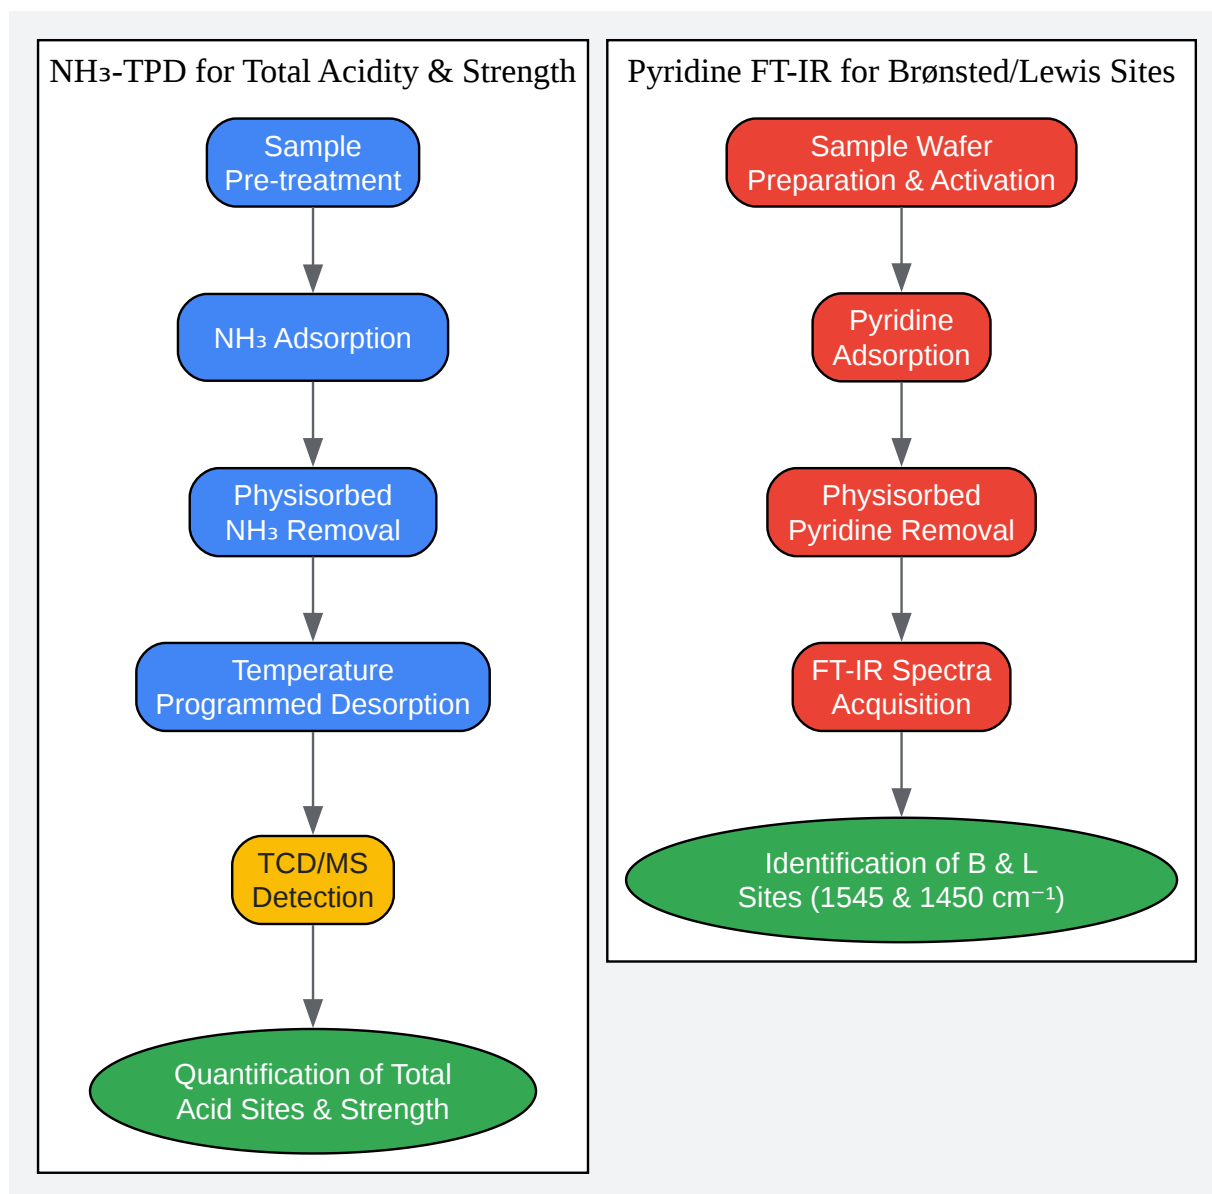 NH₃-TPD for Total Acidity & Strength
Sample
Pre-treatment
NH₃ Adsorption
Physisorbed
NH₃ Removal
Temperature
Programmed Desorption
TCD/MS
Detection
Quantification of Total
Acid Sites & Strength
Pyridine FT-IR for Brønsted/Lewis Sites
Sample Wafer
Preparation & Activation
Pyridine
Adsorption
Physisorbed
Pyridine Removal
FT-IR Spectra
Acquisition
Identification of B & L
Sites (1545 & 1450 cm⁻¹)